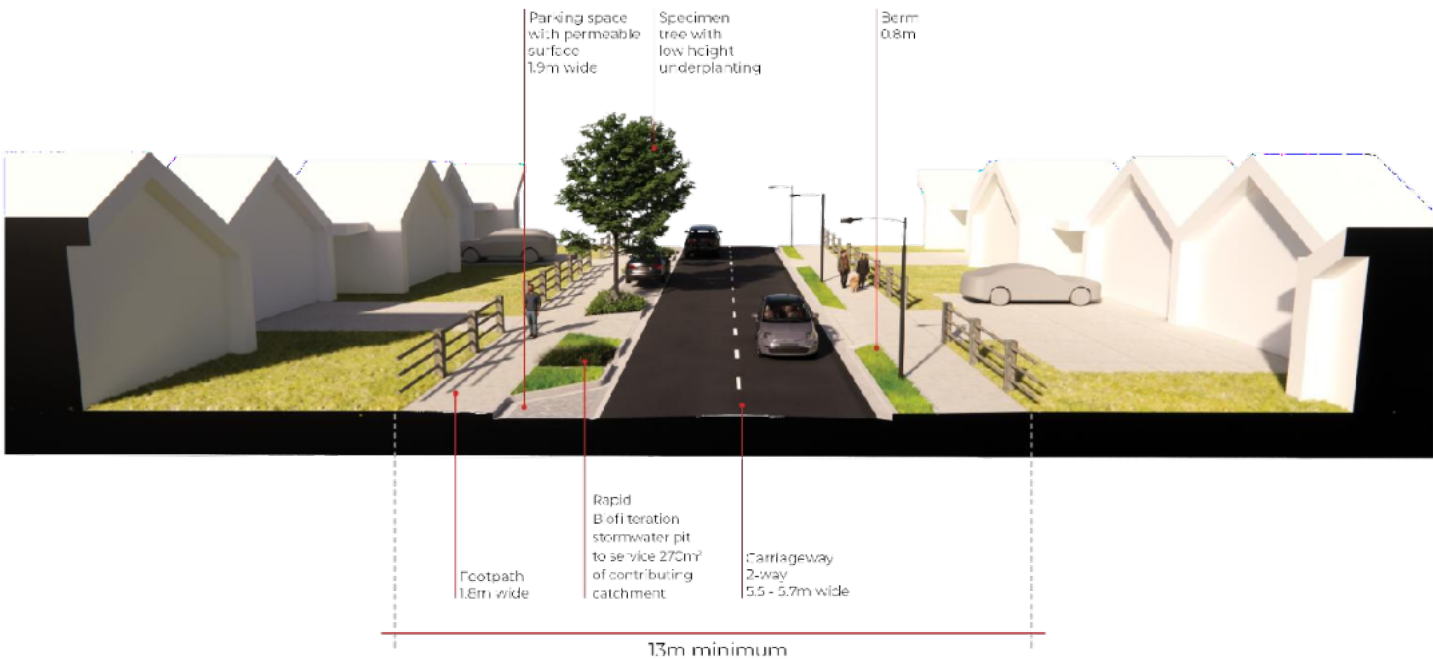 Parking space
with permeable
surface
1.9m wide
Specimen
tree with
low height
underplanting
Berm
0.8m
Footpath
1.8m wide
Rapid
Biofilteration
stormwater pit
to service 270m²
of contributing
catchment
Carriageway
2-way
5.5 - 5.7m wide
13m minimum